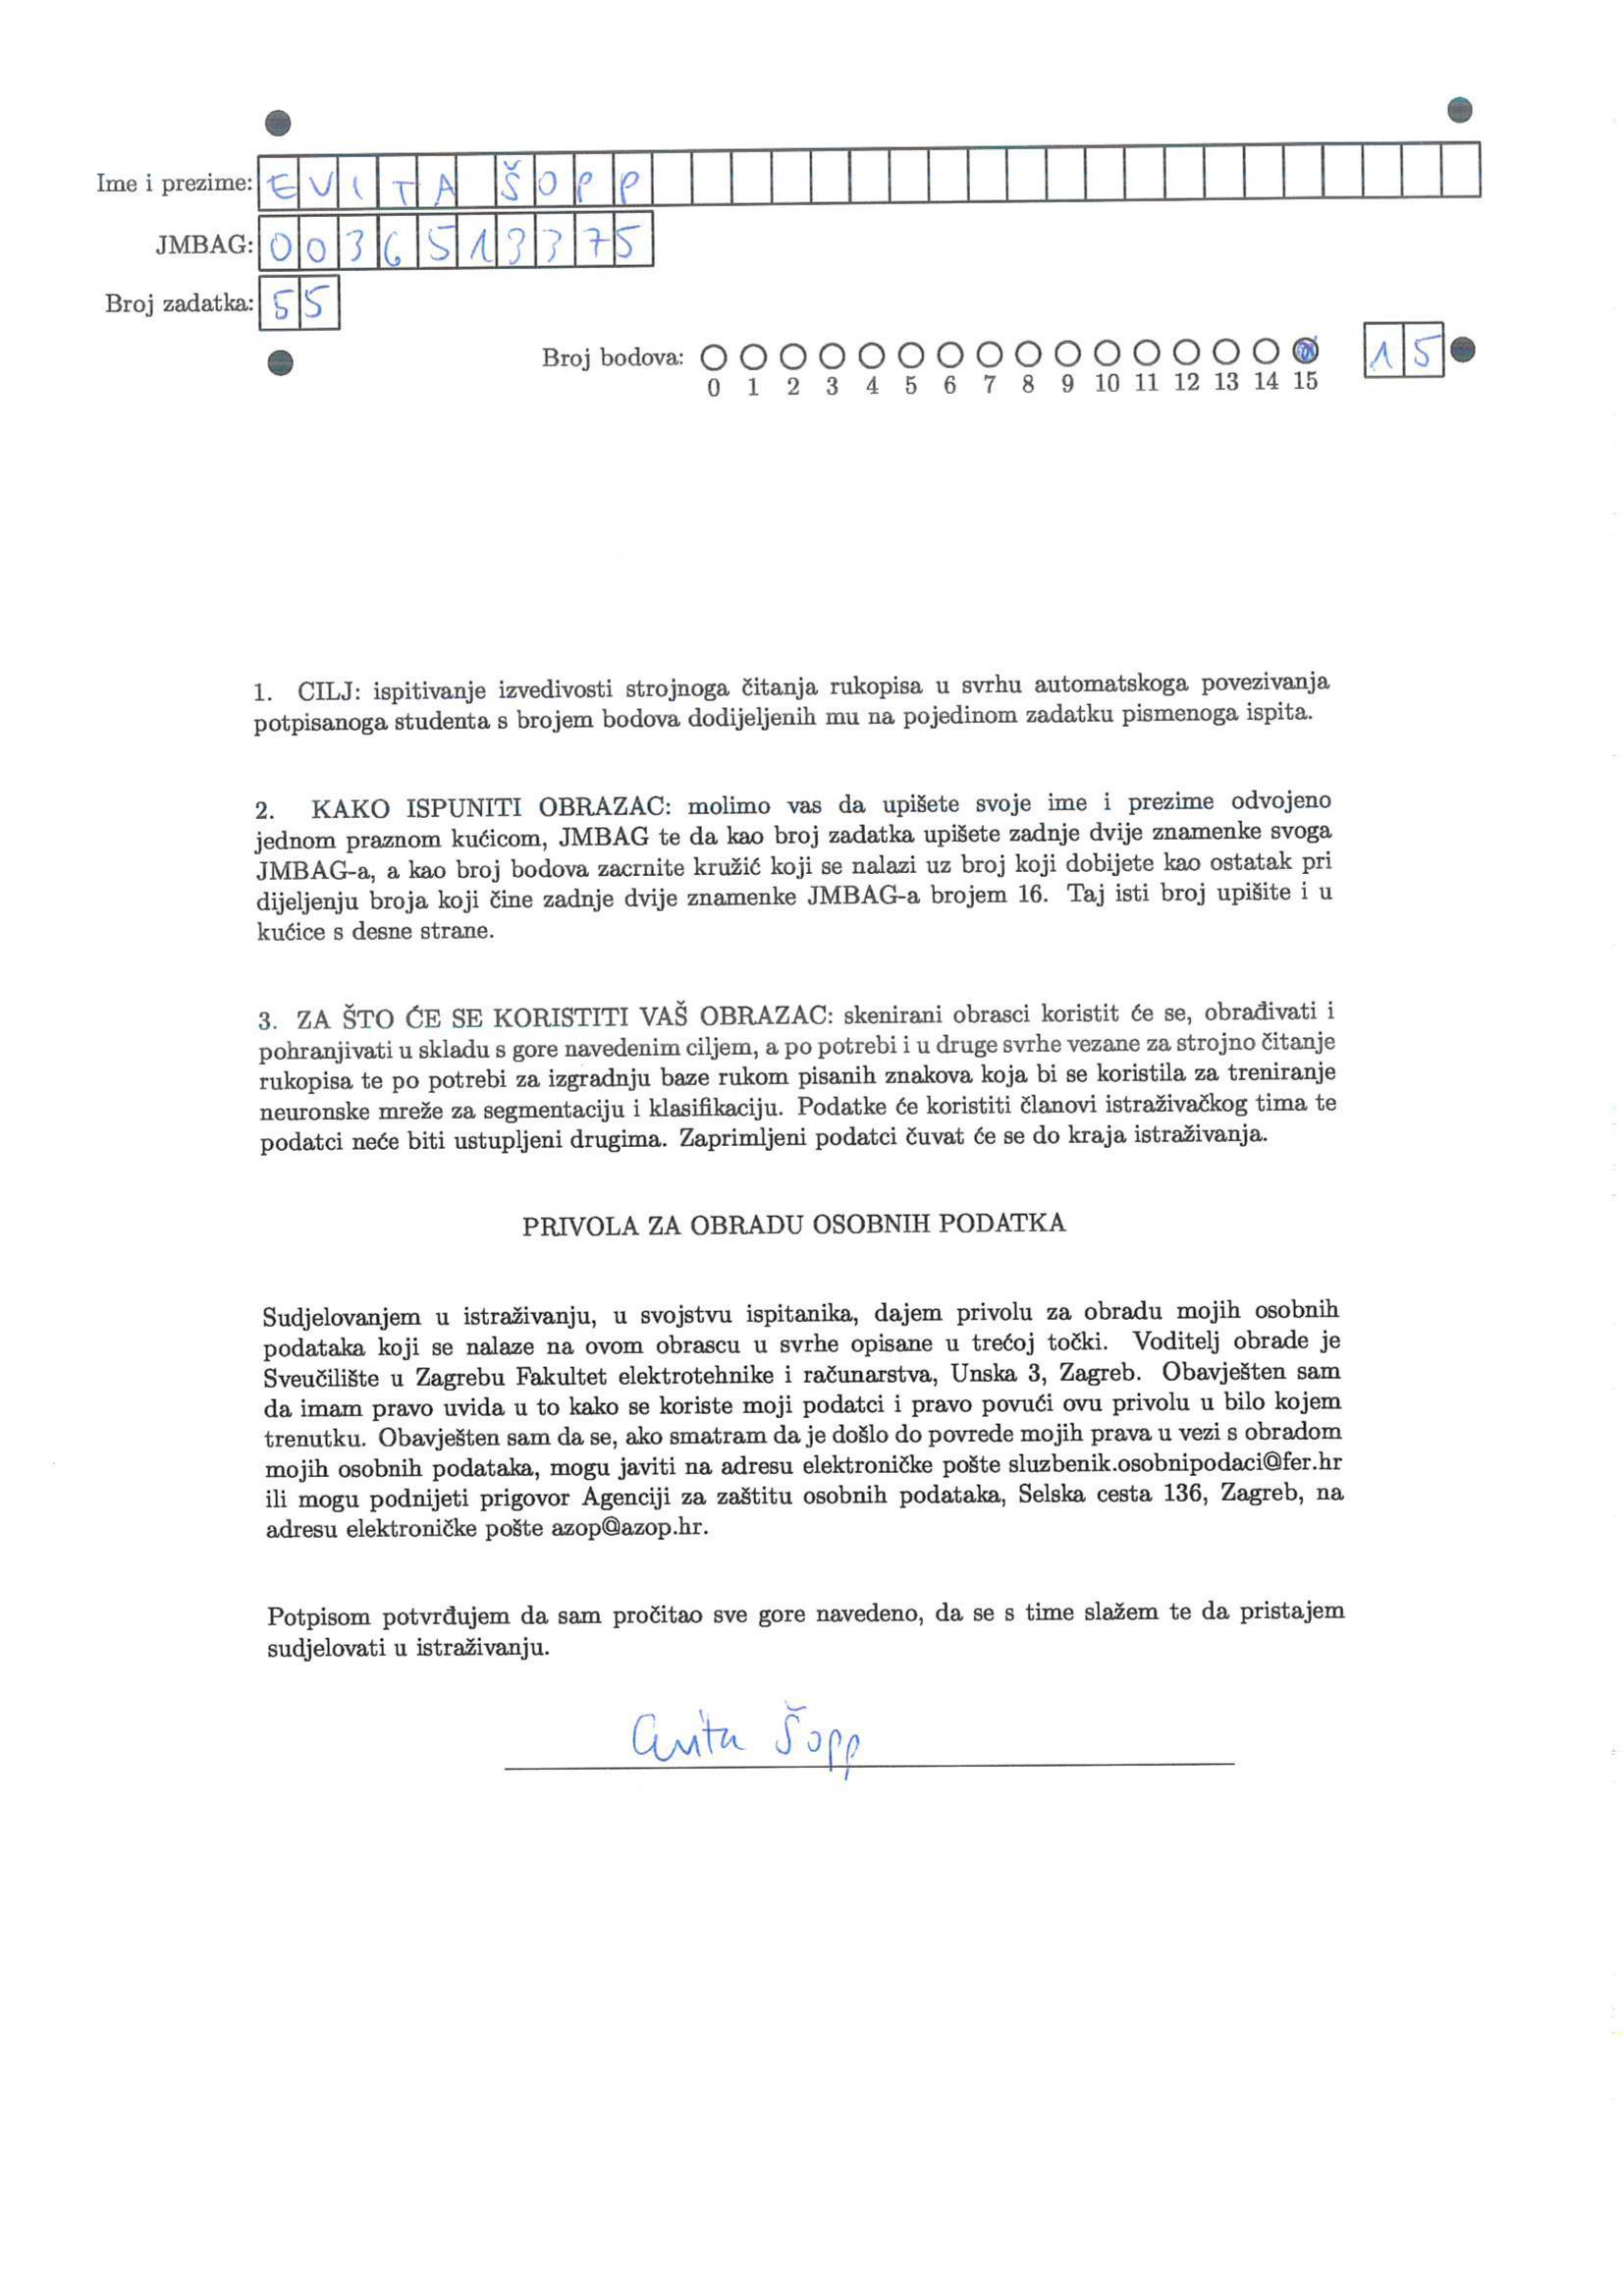 Ime i prezime: EVITA ŠOPP
JMBAG: 0036513375
Broj zadatka: 55
Broj bodova: 15
0 1 2 3 4 5 6 7 8 9 10 11 12 13 14 15
1. CILJ: ispitivanje izvedivosti strojnoga čitanja rukopisa u svrhu automatskoga povezivanja
potpisanoga studenta s brojem bodova dodijeljenih mu na pojedinom zadatku pismenoga ispita.
2. KAKO ISPUNITI OBRAZAC: molimo vas da upišete svoje ime i prezime odvojeno
jednom praznom kućicom, JMBAG te da kao broj zadatka upišete zadnje dvije znamenke svoga
JMBAG-a, a kao broj bodova zacrnite kružić koji se nalazi uz broj koji dobijete kao ostatak pri
dijeljenju broja koji čine zadnje dvije znamenke JMBAG-a brojem 16. Taj isti broj upišite i u
kućice s desne strane.
3. ZA ŠTO ĆE SE KORISTITI VAŠ OBRAZAC: skenirani obrasci koristit će se, obrađivati i
pohranjivati u skladu s gore navedenim ciljem, a po potrebi i u druge svrhe vezane za strojno čitanje
rukopisa te po potrebi za izgradnju baze rukom pisanih znakova koja bi se koristila za treniranje
neuronske mreže za segmentaciju i klasifikaciju. Podatke će koristiti članovi istraživačkog tima te
podatci neće biti ustupljeni drugima. Zaprimljeni podatci čuvat će se do kraja istraživanja.
PRIVOLA ZA OBRADU OSOBNIH PODATKA
Sudjelovanjem u istraživanju, u svojstvu ispitanika, dajem privolu za obradu mojih osobnih
podataka koji se nalaze na ovom obrascu u svrhe opisane u trećoj točki. Voditelj obrade je
Sveučilište u Zagrebu Fakultet elektrotehnike i računarstva, Unska 3, Zagreb. Obavješten sam
da imam pravo uvida u to kako se koriste moji podatci i pravo povući ovu privolu u bilo kojem
trenutku. Obavješten sam da se, ako smatram da je došlo do povrede mojih prava u vezi s obradom
mojih osobnih podataka, mogu javiti na adresu elektroničke pošte sluzbenik.osobnipodaci@fer.hr
ili mogu podnijeti prigovor Agenciji za zaštitu osobnih podataka, Selska cesta 136, Zagreb, na
adresu elektroničke pošte azop@azop.hr.
Potpisom potvrđujem da sam pročitao sve gore navedeno, da se s time slažem te da pristajem
sudjelovati u istraživanju.
Evita Šopp